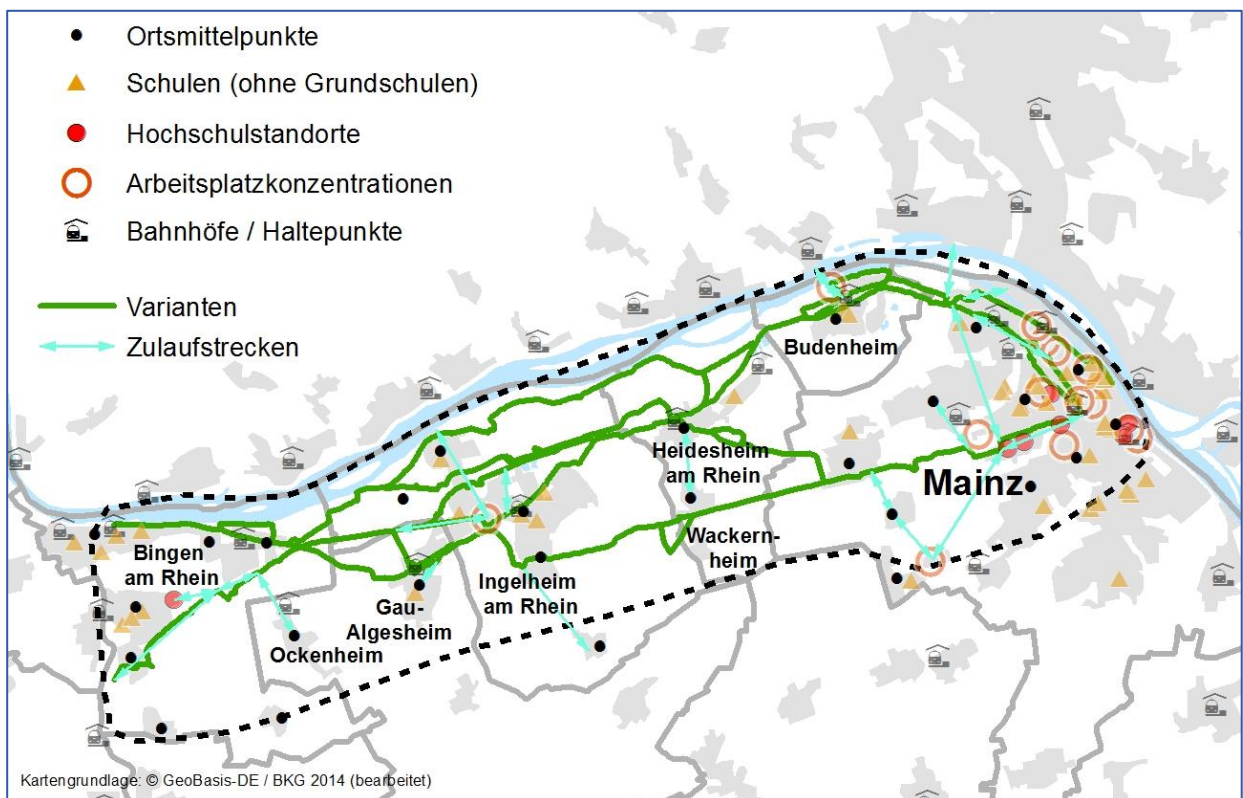 Ortsmittelpunkte
Schulen (ohne Grundschulen)
Hochschulstandorte
Arbeitsplatzkonzentrationen
Bahnhöfe / Haltepunkte
Varianten
Zulaufstrecken
Budenheim
Heidesheim
am Rhein
Mainz
Wackern-
heim
Bingen
am Rhein
Ingelheim
am Rhein
Gau-
Algesheim
Ockenheim
Kartengrundlage: © GeoBasis-DE / BKG 2014 (bearbeitet)